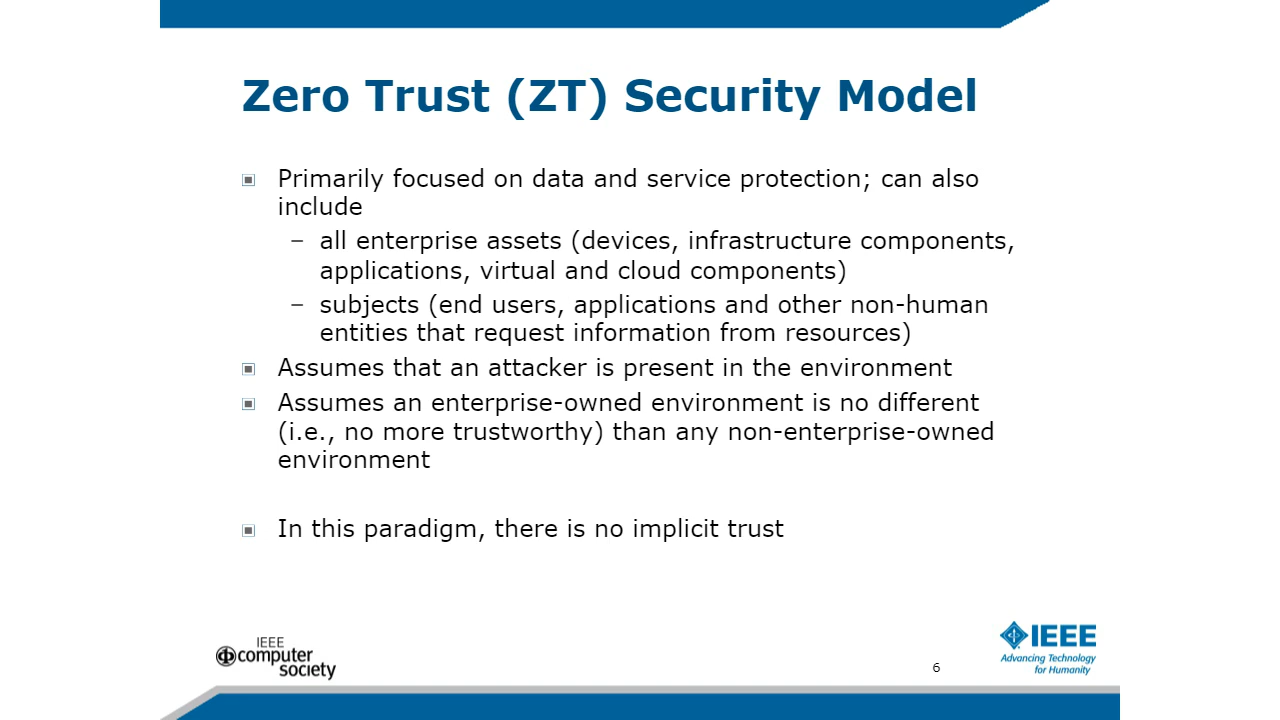 Zero Trust (ZT) Security Model
Primarily focused on data and service protection; can also
include
– all enterprise assets (devices, infrastructure components,
applications, virtual and cloud components)
– subjects (end users, applications and other non-human
entities that request information from resources)
Assumes that an attacker is present in the environment
Assumes an enterprise-owned environment is no different
(i.e., no more trustworthy) than any non-enterprise-owned
environment
In this paradigm, there is no implicit trust
IEEE
computer
society
6
IEEE
Advancing Technology
for Humanity